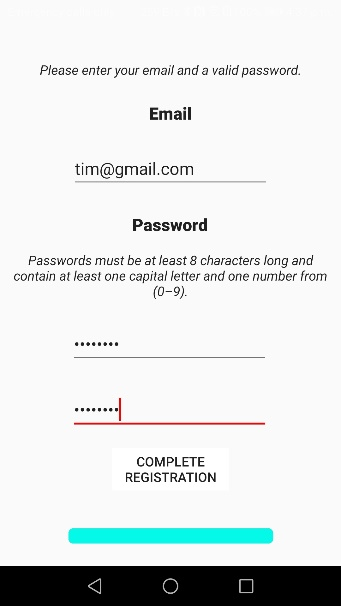 Please enter your email and a valid password.
Email
tim@gmail.com
Password
Passwords must be at least 8 characters long and
contain at least one capital letter and one number from
(0–9).
••••••••
••••••••
COMPLETE
REGISTRATION